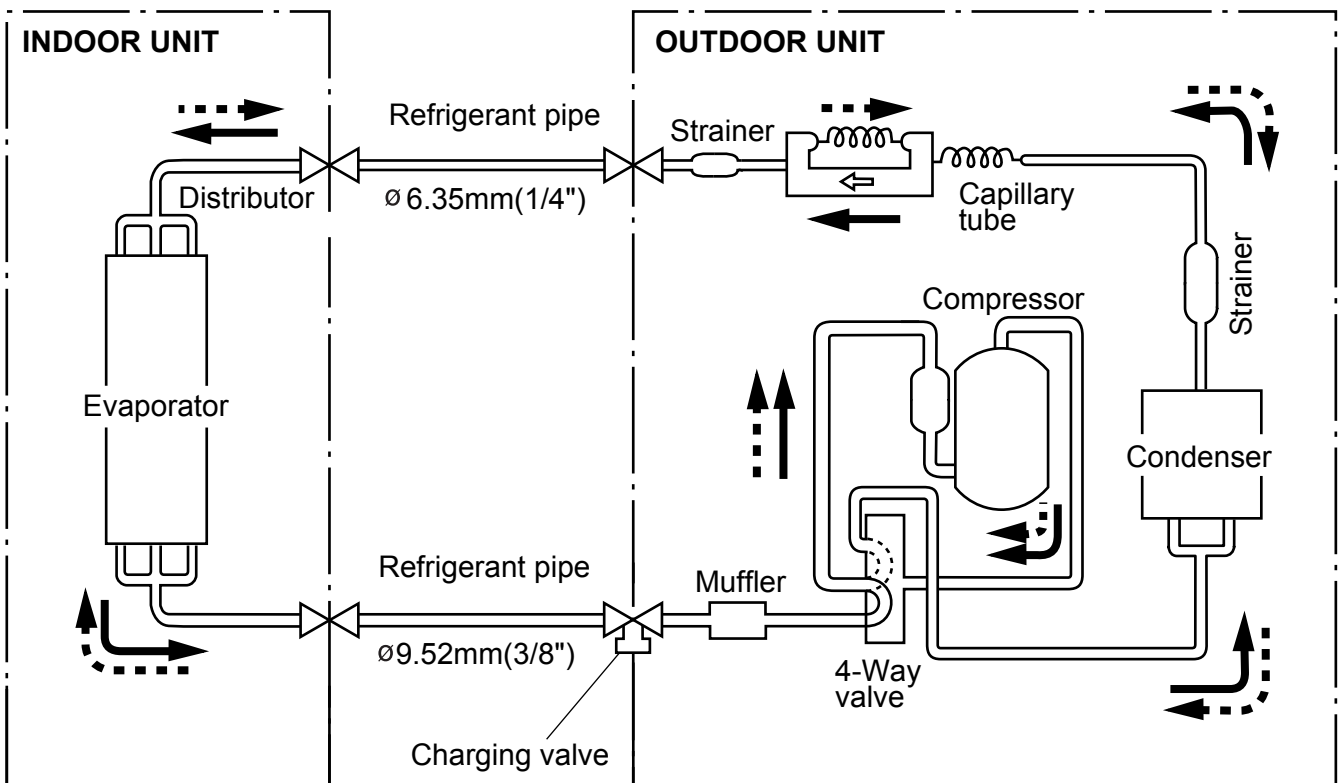 INDOOR UNIT
OUTDOOR UNIT
Refrigerant pipe
Strainer
Distributor
ø 6.35mm(1/4")
Capillary
tube
Strainer
Compressor
Evaporator
Condenser
Refrigerant pipe
Muffler
ø9.52mm(3/8")
4-Way
valve
Charging valve